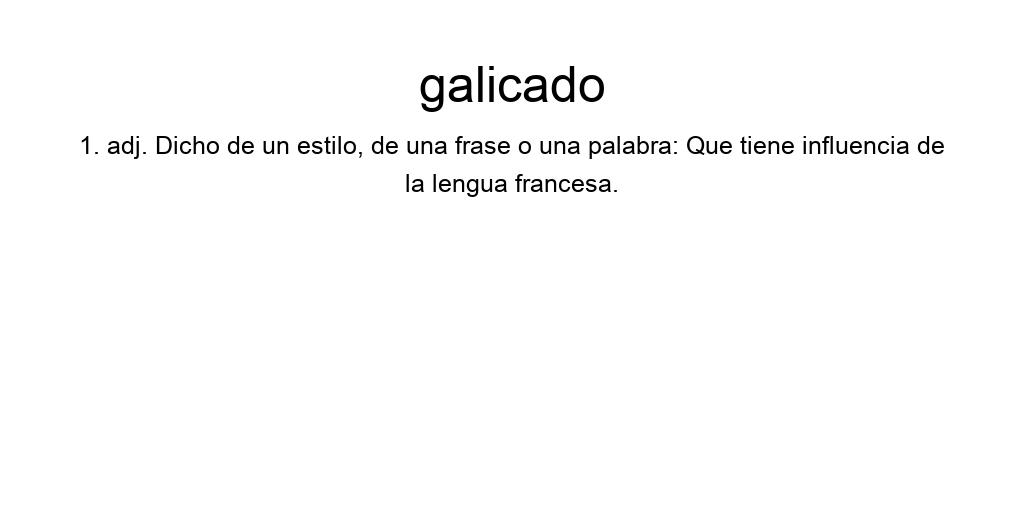 galicado
1. adj. Dicho de un estilo, de una frase o una palabra: Que tiene influencia de
la lengua francesa.